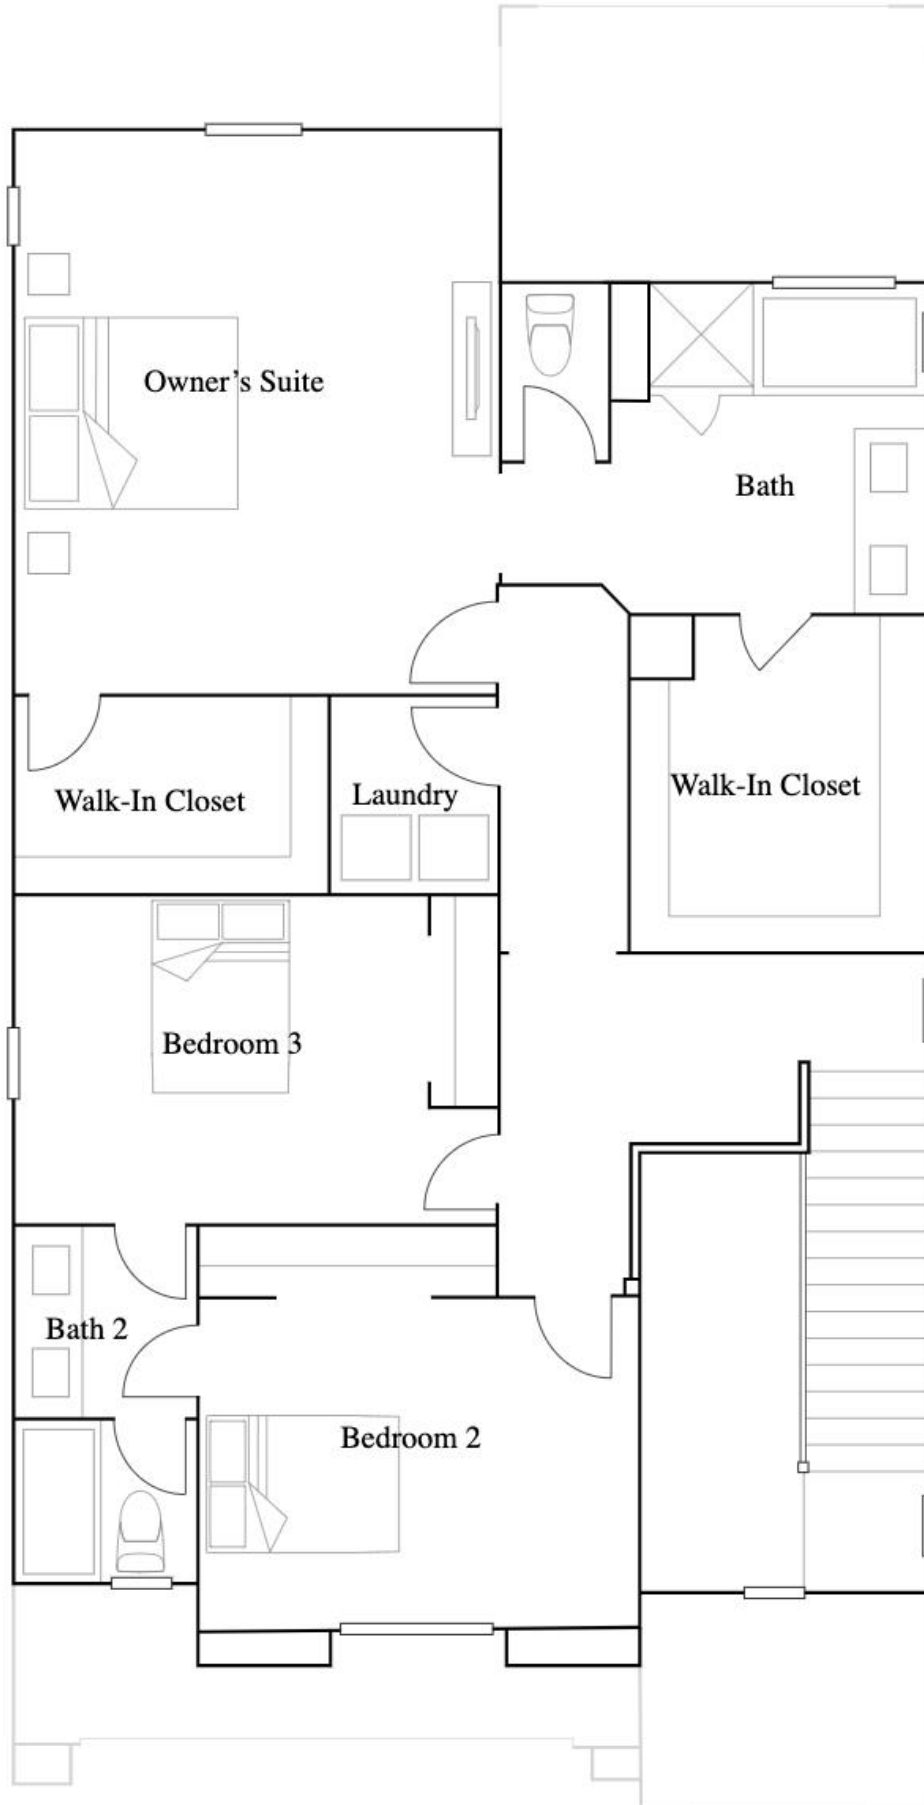 Owner's Suite
Bath
Walk-In Closet
Laundry
Walk-In Closet
Bedroom 3
Bath 2
Bedroom 2